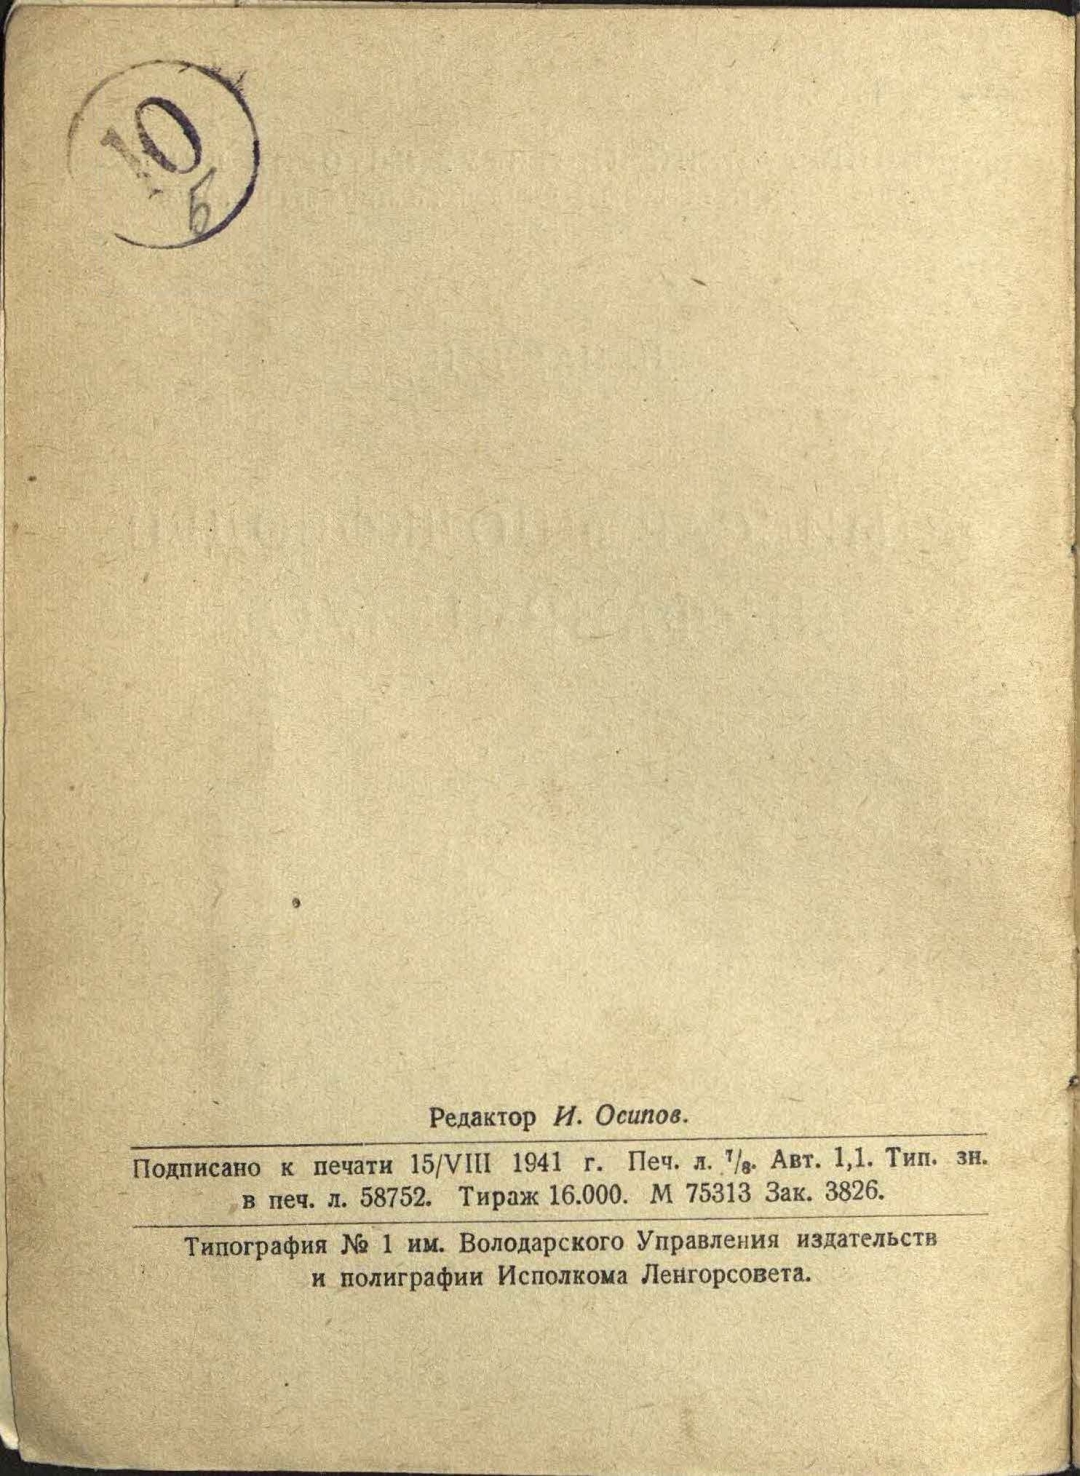 10
Б
Редактор И. Осипов.
Подписано к печати 15/VIII 1941 г. Печ. л. ⁷/₈. Авт. 1,1. Тип. зн.
в печ. л. 58752. Тираж 16.000. М 75313 Зак. 3826.
Типография № 1 им. Володарского Управления издательств
и полиграфии Исполкома Ленгорсовета.